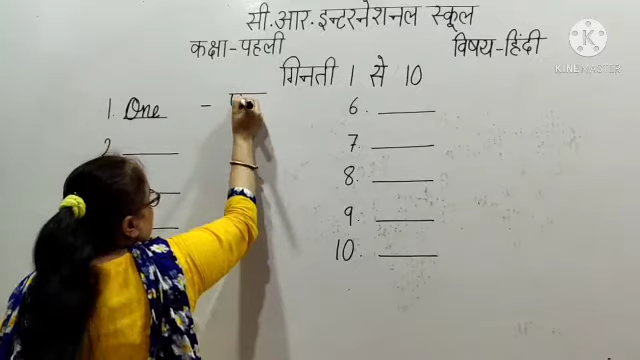 सी.आर.इन्टरनेशनल स्कूल
कक्षा-पहली
विषय-हिंदी
गिनती 1 से 10
1. One -
2
6.
7.
8.
9.
10.
KINEMASTER